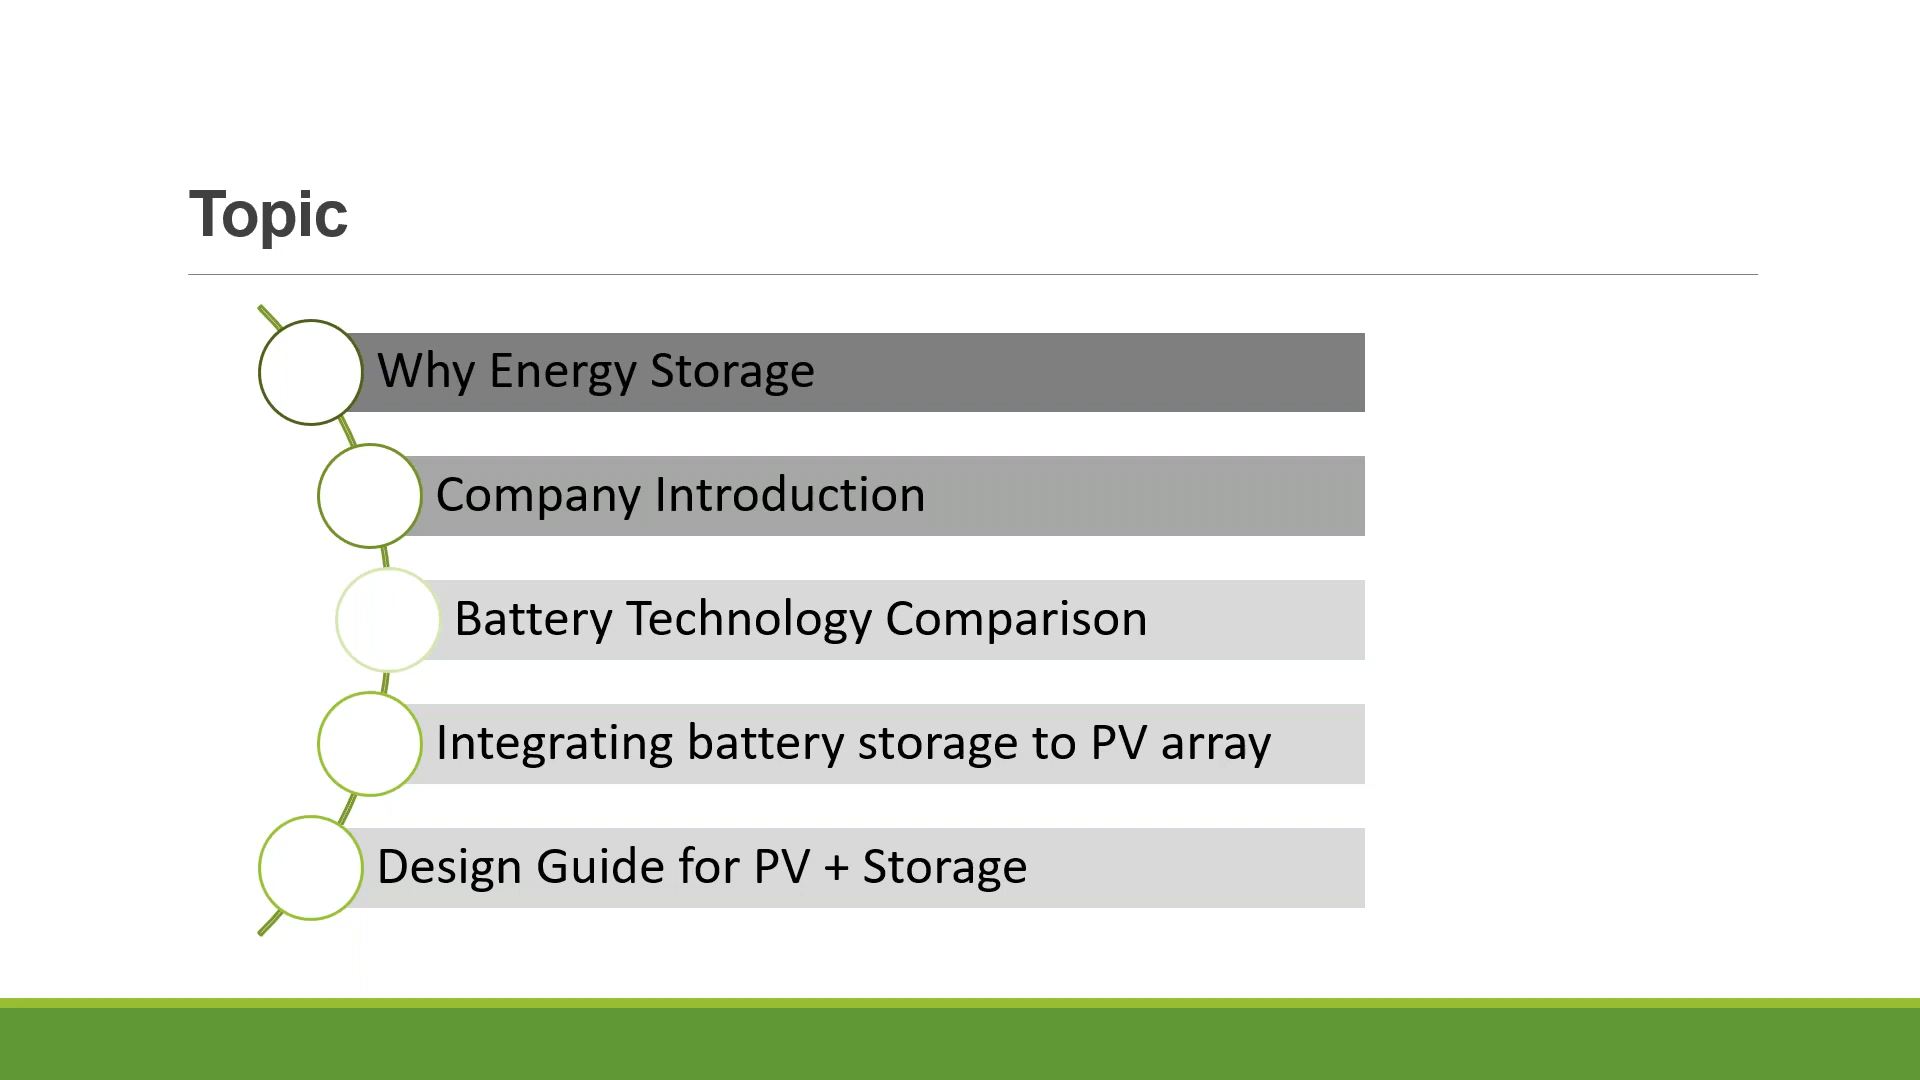 Topic
Why Energy Storage
Company Introduction
Battery Technology Comparison
Integrating battery storage to PV array
Design Guide for PV + Storage